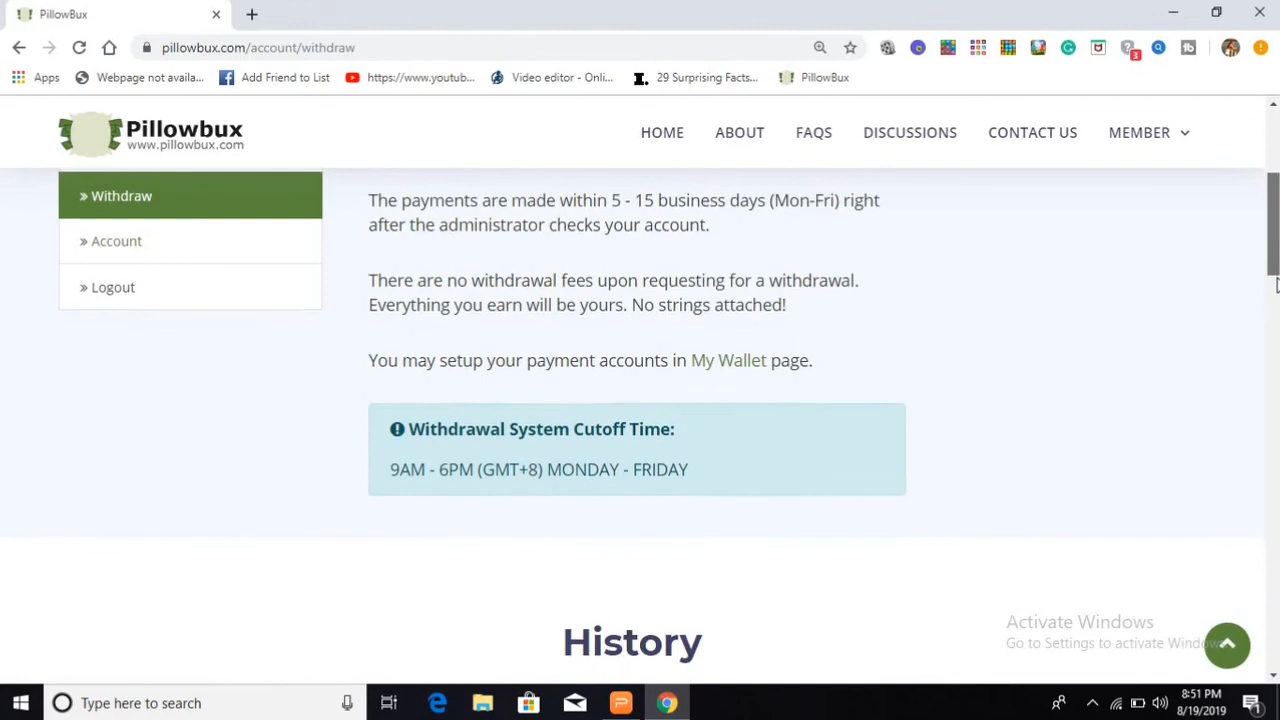 PillowBux
pillowbux.com/account/withdraw
3
Apps
Webpage not availa...
Add Friend to List
https://www.youtub...
Video editor - Onli...
29 Surprising Facts...
PillowBux
Pillowbux
www.pillowbux.com
HOME
ABOUT
FAQS
DISCUSSIONS
CONTACT US
MEMBER
» Withdraw
» Account
» Logout
The payments are made within 5 - 15 business days (Mon-Fri) right
after the administrator checks your account.
There are no withdrawal fees upon requesting for a withdrawal.
Everything you earn will be yours. No strings attached!
You may setup your payment accounts in My Wallet page.
Withdrawal System Cutoff Time:
9AM - 6PM (GMT+8) MONDAY - FRIDAY
History
Activate Windows
Go to Settings to activate Windows
Type here to search
8:51 PM
8/19/2019
1